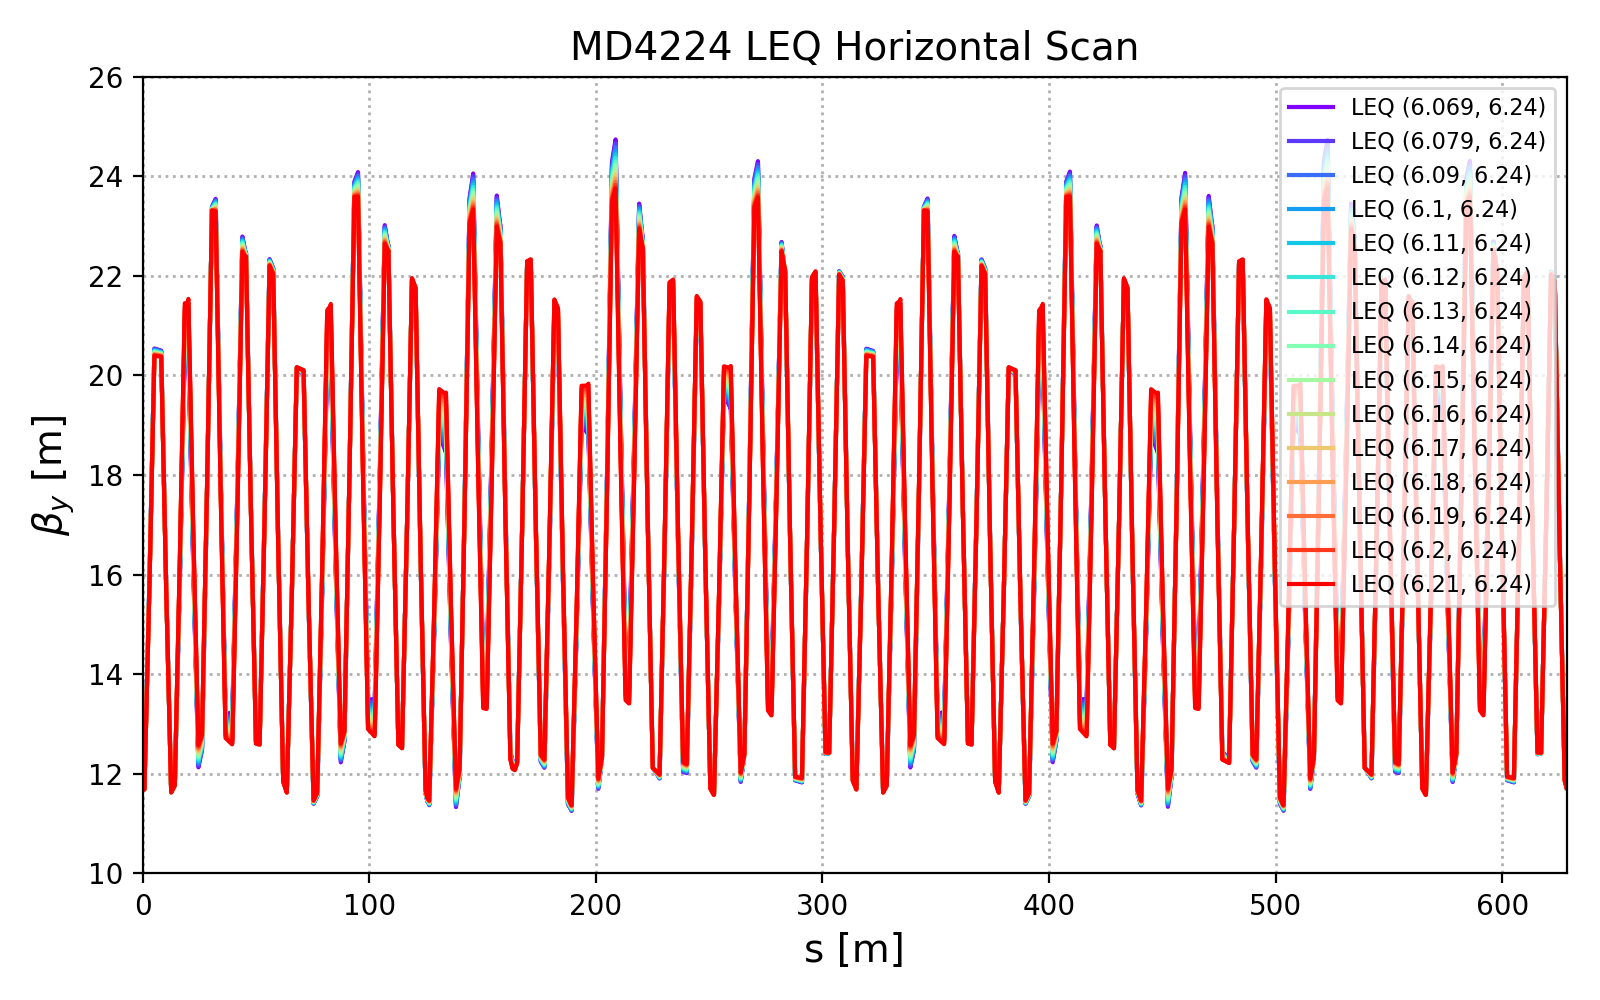 MD4224 LEQ Horizontal Scan
26
24
22
20
18
16
14
12
10
βy [m]
0 100 200 300 400 500 600
s [m]
LEQ (6.069, 6.24)
LEQ (6.079, 6.24)
LEQ (6.09, 6.24)
LEQ (6.1, 6.24)
LEQ (6.11, 6.24)
LEQ (6.12, 6.24)
LEQ (6.13, 6.24)
LEQ (6.14, 6.24)
LEQ (6.15, 6.24)
LEQ (6.16, 6.24)
LEQ (6.17, 6.24)
LEQ (6.18, 6.24)
LEQ (6.19, 6.24)
LEQ (6.2, 6.24)
LEQ (6.21, 6.24)